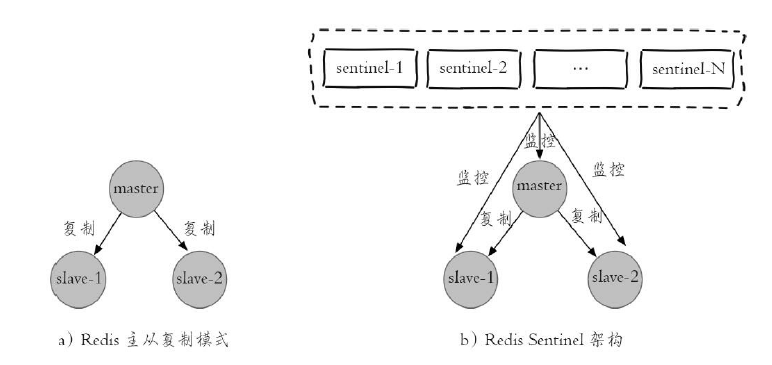 master
复制
复制
slave-1
slave-2
a) Redis 主从复制模式
sentinel-1
sentinel-2
…
sentinel-N
监控
监控
监控
master
复制
复制
slave-1
slave-2
b) Redis Sentinel 架构